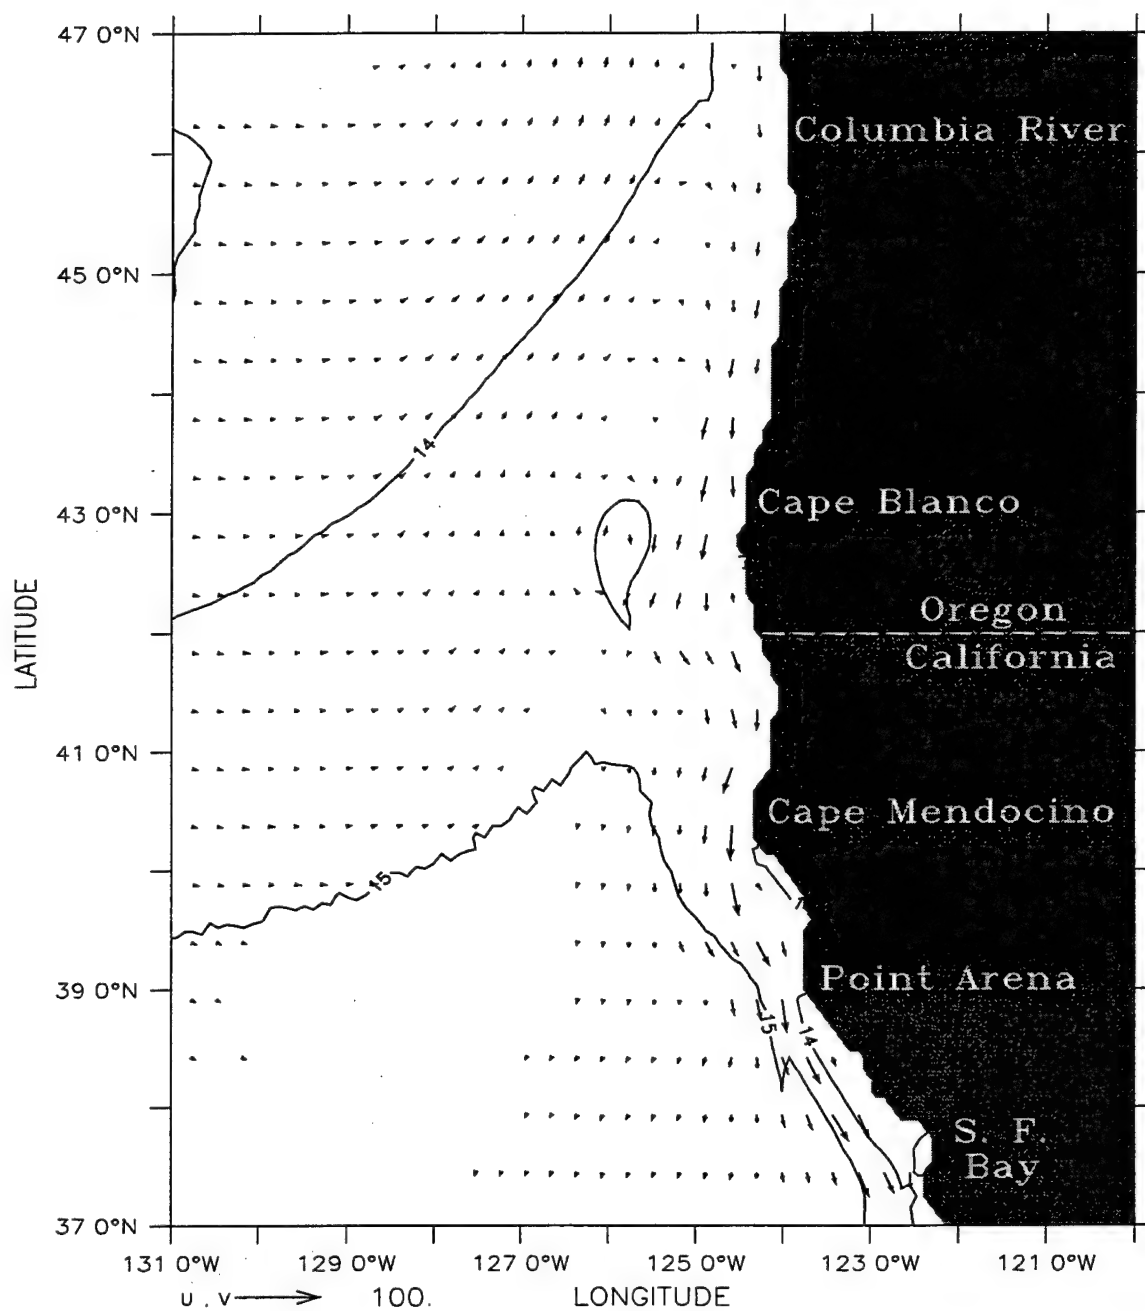 47 0°N
Columbia River
45 0°N
14
43 0°N
Cape Blanco
Oregon
California
LATITUDE
41 0°N
Cape Mendocino
15
39 0°N
Point Arena
15
14
S. F.
Bay
37 0°N
131 0°W 129 0°W 127 0°W 125 0°W 123 0°W 121 0°W
u , v 100.
LONGITUDE